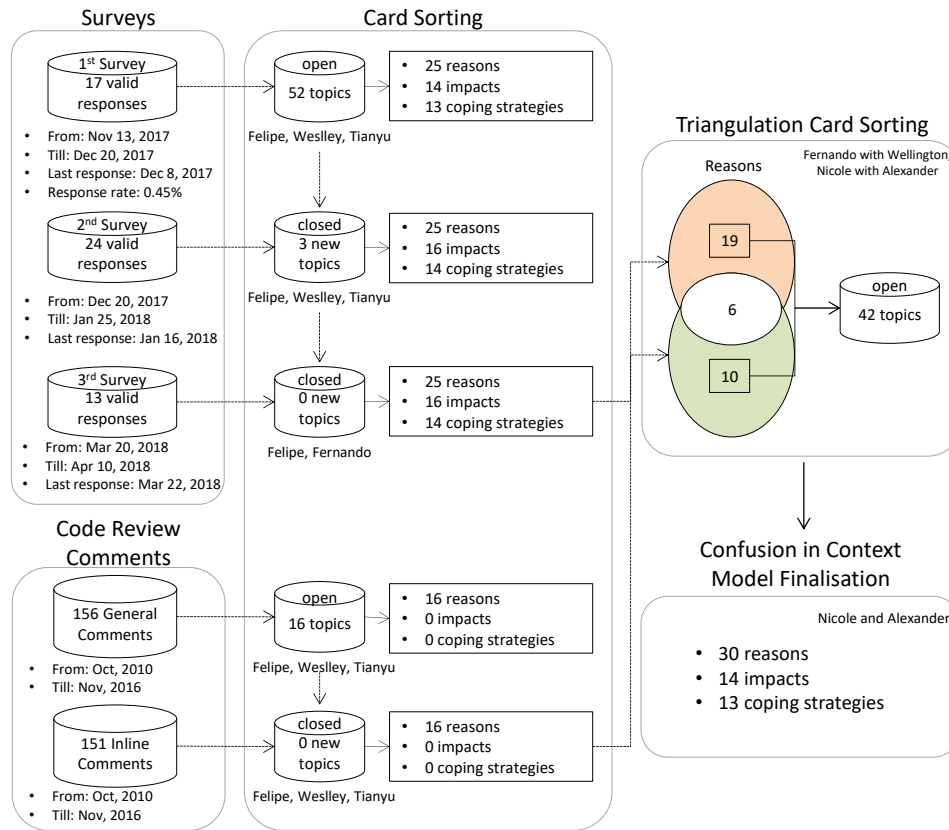 Surveys
1st Survey
17 valid
responses
• From: Nov 13, 2017
• Till: Dec 20, 2017
• Last response: Dec 8, 2017
• Response rate: 0.45%
2nd Survey
24 valid
responses
• From: Dec 20, 2017
• Till: Jan 25, 2018
• Last response: Jan 16, 2018
3rd Survey
13 valid
responses
• From: Mar 20, 2018
• Till: Apr 10, 2018
• Last response: Mar 22, 2018
Code Review
Comments
156 General
Comments
• From: Oct, 2010
• Till: Nov, 2016
151 Inline
Comments
• From: Oct, 2010
• Till: Nov, 2016
Card Sorting
open
52 topics
Felipe, Weslley, Tianyu
• 25 reasons
• 14 impacts
• 13 coping strategies
closed
3 new
topics
Felipe, Weslley, Tianyu
• 25 reasons
• 16 impacts
• 14 coping strategies
closed
0 new
topics
Felipe, Fernando
• 25 reasons
• 16 impacts
• 14 coping strategies
open
16 topics
Felipe, Weslley, Tianyu
• 16 reasons
• 0 impacts
• 0 coping strategies
closed
0 new
topics
Felipe, Weslley, Tianyu
• 16 reasons
• 0 impacts
• 0 coping strategies
Triangulation Card Sorting
Fernando with Wellington,
Nicole with Alexander
Reasons
19
6
10
open
42 topics
Confusion in Context
Model Finalisation
Nicole and Alexander
• 30 reasons
• 14 impacts
• 13 coping strategies